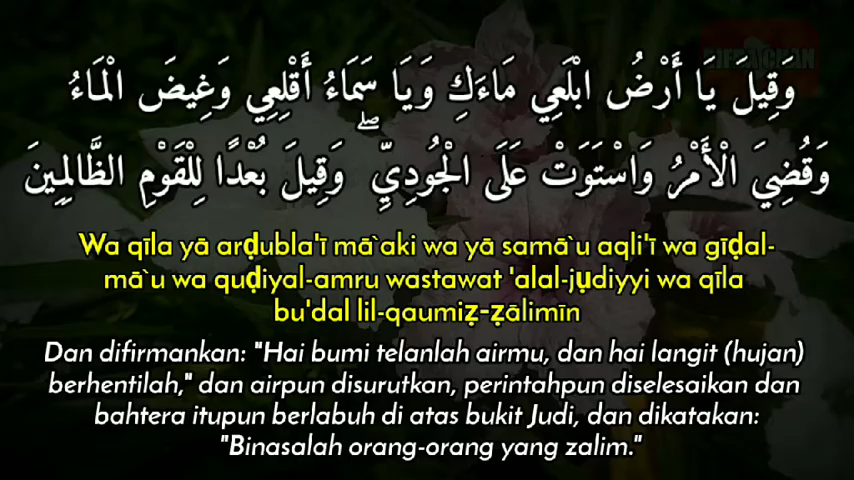 وَقِيلَ يَا أَرْضُ ابْلَعِي مَاءَكِ وَيَا سَمَاءُ أَقْلِعِي وَغِيضَ الْمَاءُ
وَقُضِيَ الْأَمْرُ وَاسْتَوَتْ عَلَى الْجُودِيِّ ۖ وَقِيلَ بُعْدًا لِلْقَوْمِ الظَّالِمِينَ
Wa qīla yā arḍubla'ī mā`aki wa yā samā`u aqli'ī wa gīḍal-
mā`u wa quḍiyal-amru wastawat 'alal-jụdiyyi wa qīla
bu'dal lil-qaumiẓ-ẓālimīn
Dan difirmankan: "Hai bumi telanlah airmu, dan hai langit (hujan)
berhentilah," dan airpun disurutkan, perintahpun diselesaikan dan
bahtera itupun berlabuh di atas bukit Judi, dan dikatakan:
"Binasalah orang-orang yang zalim."